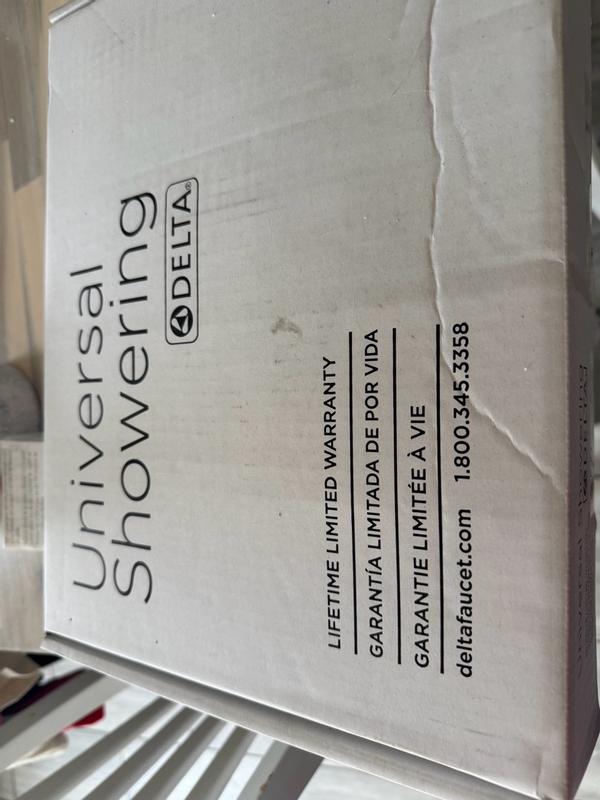 Universal
Showering
DELTA®
LIFETIME LIMITED WARRANTY
GARANTÍA LIMITADA DE POR VIDA
GARANTIE LIMITÉE À VIE
deltafaucet.com 1.800.345.3358